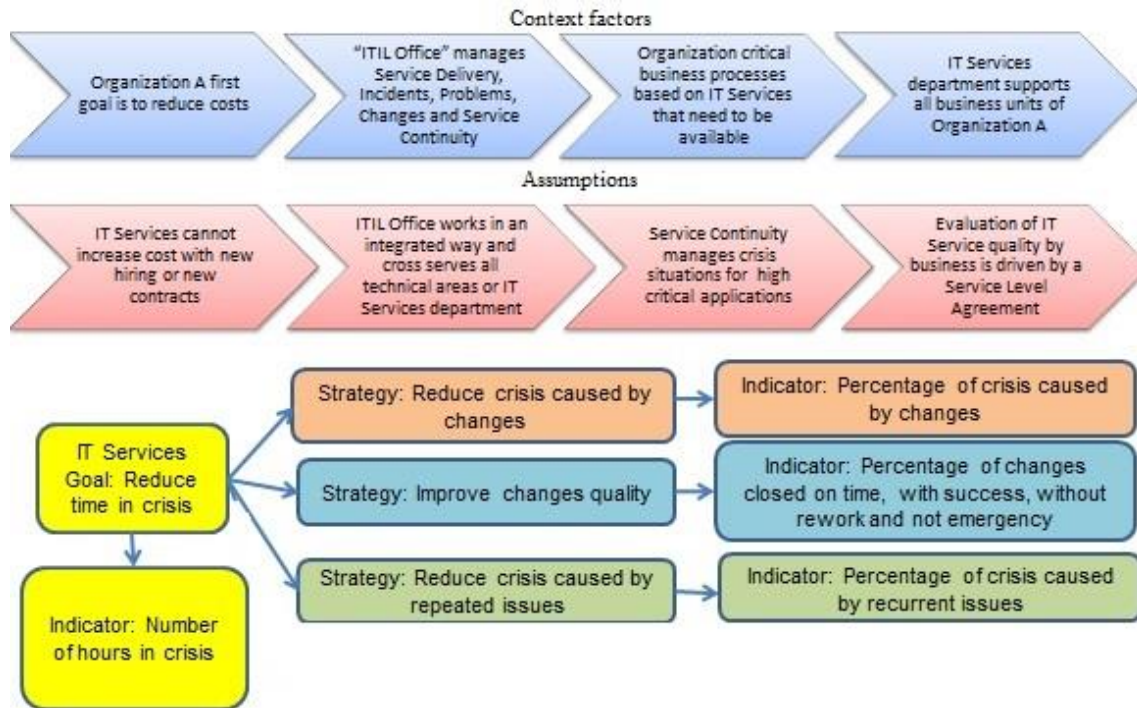 Context factors
Organization A first
goal is to reduce costs
“ITIL Office” manages
Service Delivery,
Incidents, Problems,
Changes and Service
Continuity
Organization critical
business processes
based on IT Services
that need to be
available
IT Services
department supports
all business units of
Organization A
Assumptions
IT Services cannot
increase cost with new
hiring or new
contracts
ITIL Office works in an
integrated way and
cross serves all
technical areas or IT
Services department
Service Continuity
manages crisis
situations for high
critical applications
Evaluation of IT
Service quality by
business is driven by a
Service Level
Agreement
IT Services
Goal: Reduce
time in crisis
Indicator: Number
of hours in crisis
Strategy: Reduce crisis caused by
changes
Indicator: Percentage of crisis caused
by changes
Strategy: Improve changes quality
Indicator: Percentage of changes
closed on time, with success, without
rework and not emergency
Strategy: Reduce crisis caused by
repeated issues
Indicator: Percentage of crisis caused
by recurrent issues